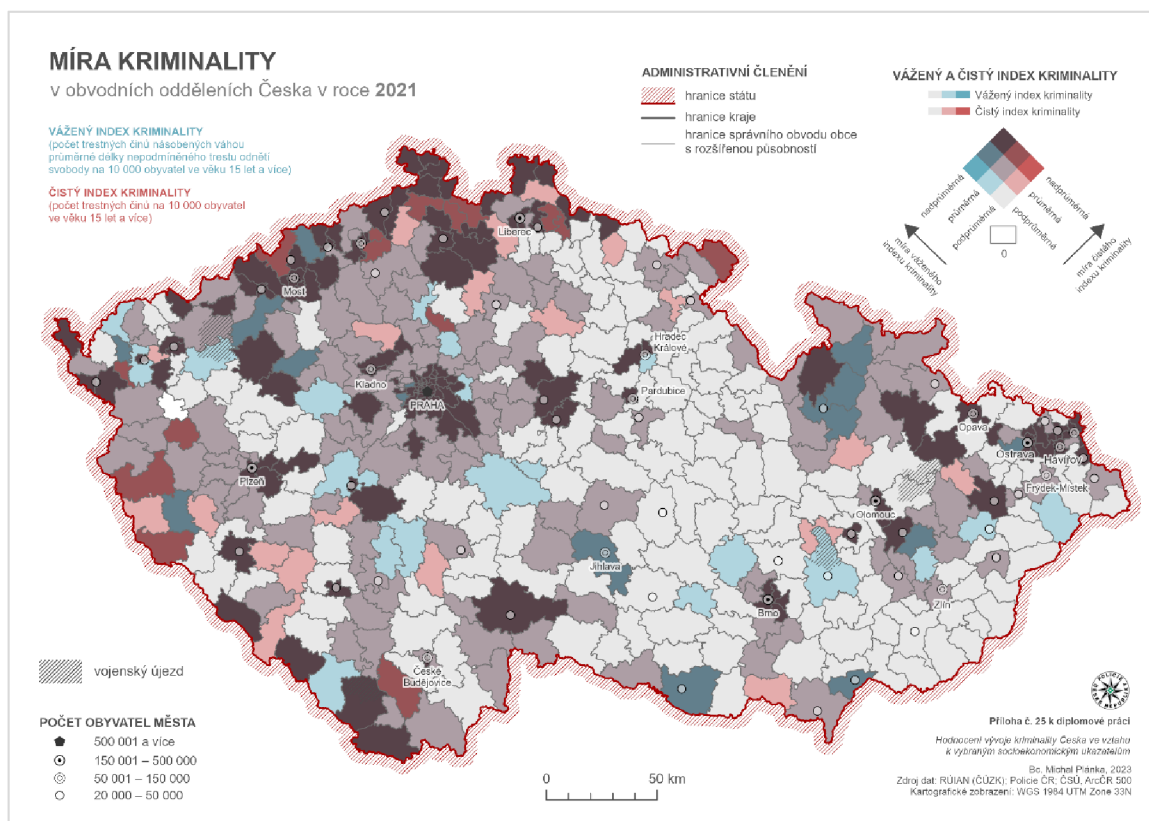 MÍRA KRIMINALITY
v obvodních odděleních Česka v roce 2021
VÁŽENÝ INDEX KRIMINALITY
(počet trestných činů násobených váhou
průměrné délky nepodmíněného trestu odnětí
svobody na 10 000 obyvatel ve věku 15 let a více)
ČISTÝ INDEX KRIMINALITY
(počet trestných činů na 10 000 obyvatel
ve věku 15 let a více)
ADMINISTRATIVNÍ ČLENĚNÍ
hranice státu
hranice kraje
hranice správního obvodu obce
s rozšířenou působností
VÁŽENÝ A ČISTÝ INDEX KRIMINALITY
Vážený index kriminality
Čistý index kriminality
nadprůměrná
průměrná
podprůměrná
nadprůměrná
průměrná
podprůměrná
0
míra váženého
indexu kriminality
míra čistého
indexu kriminality
Liberec
Most
Hradec
Králové
Kladno
PRAHA
Pardubice
Opava
Ostrava
Havířov
Frýdek-Místek
Plzeň
Olomouc
Jihlava
Brno
Zlín
České
Budějovice
vojenský újezd
POČET OBYVATEL MĚSTA
500 001 a více
150 001 – 500 000
50 001 – 150 000
20 000 – 50 000
0 50 km
Příloha č. 25 k diplomové práci
Hodnocení vývoje kriminality Česka ve vztahu
k vybraným socioekonomickým ukazatelům
Bc. Michal Plánka, 2023
Zdroj dat: RÚIAN (ČÚZK); Policie ČR; ČSÚ, ArcČR 500
Kartografické zobrazení: WGS 1984 UTM Zone 33N